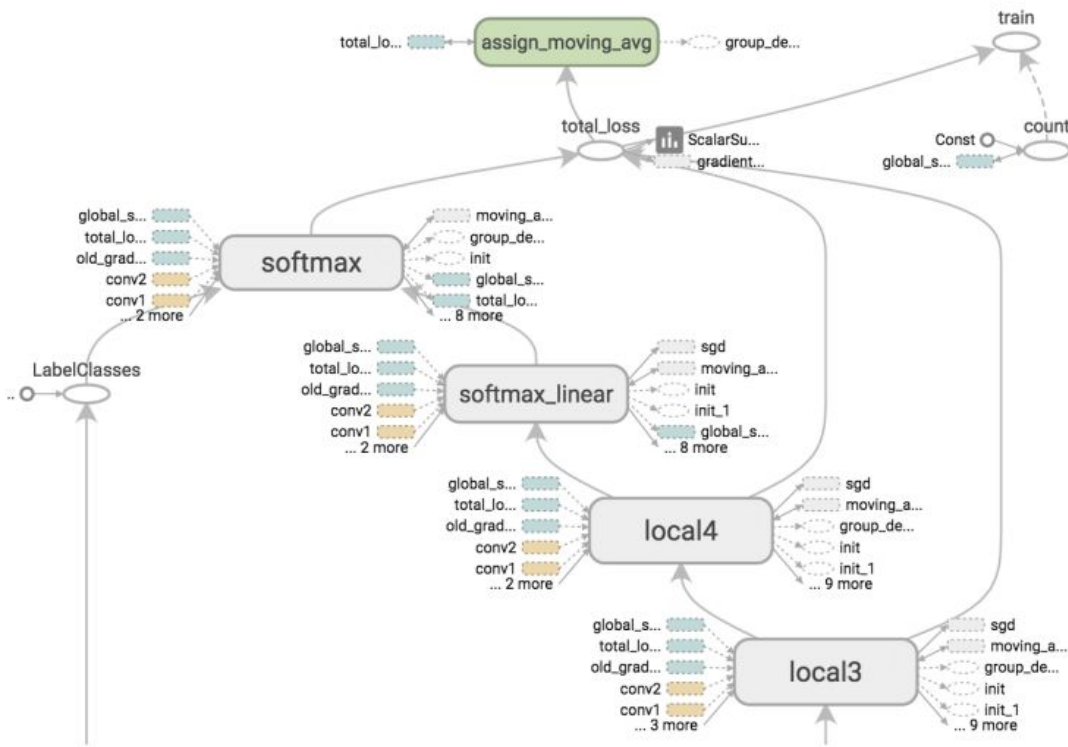 train
total_lo...
assign_moving_avg
group_de...
total_loss
ScalarSu...
gradient...
Const
count
global_s...
global_s...
total_lo...
old_grad...
conv2
conv1
... 2 more
softmax
moving_a...
group_de...
init
global_s...
total_lo...
... 8 more
LabelClasses
..
global_s...
total_lo...
old_grad...
conv2
conv1
... 2 more
softmax_linear
sgd
moving_a...
init
init_1
global_s...
... 8 more
global_s...
total_lo...
old_grad...
conv2
conv1
... 2 more
local4
sgd
moving_a...
group_de...
init
init_1
... 9 more
global_s...
total_lo...
old_grad...
conv2
conv1
... 3 more
local3
sgd
moving_a...
group_de...
init
init_1
... 9 more